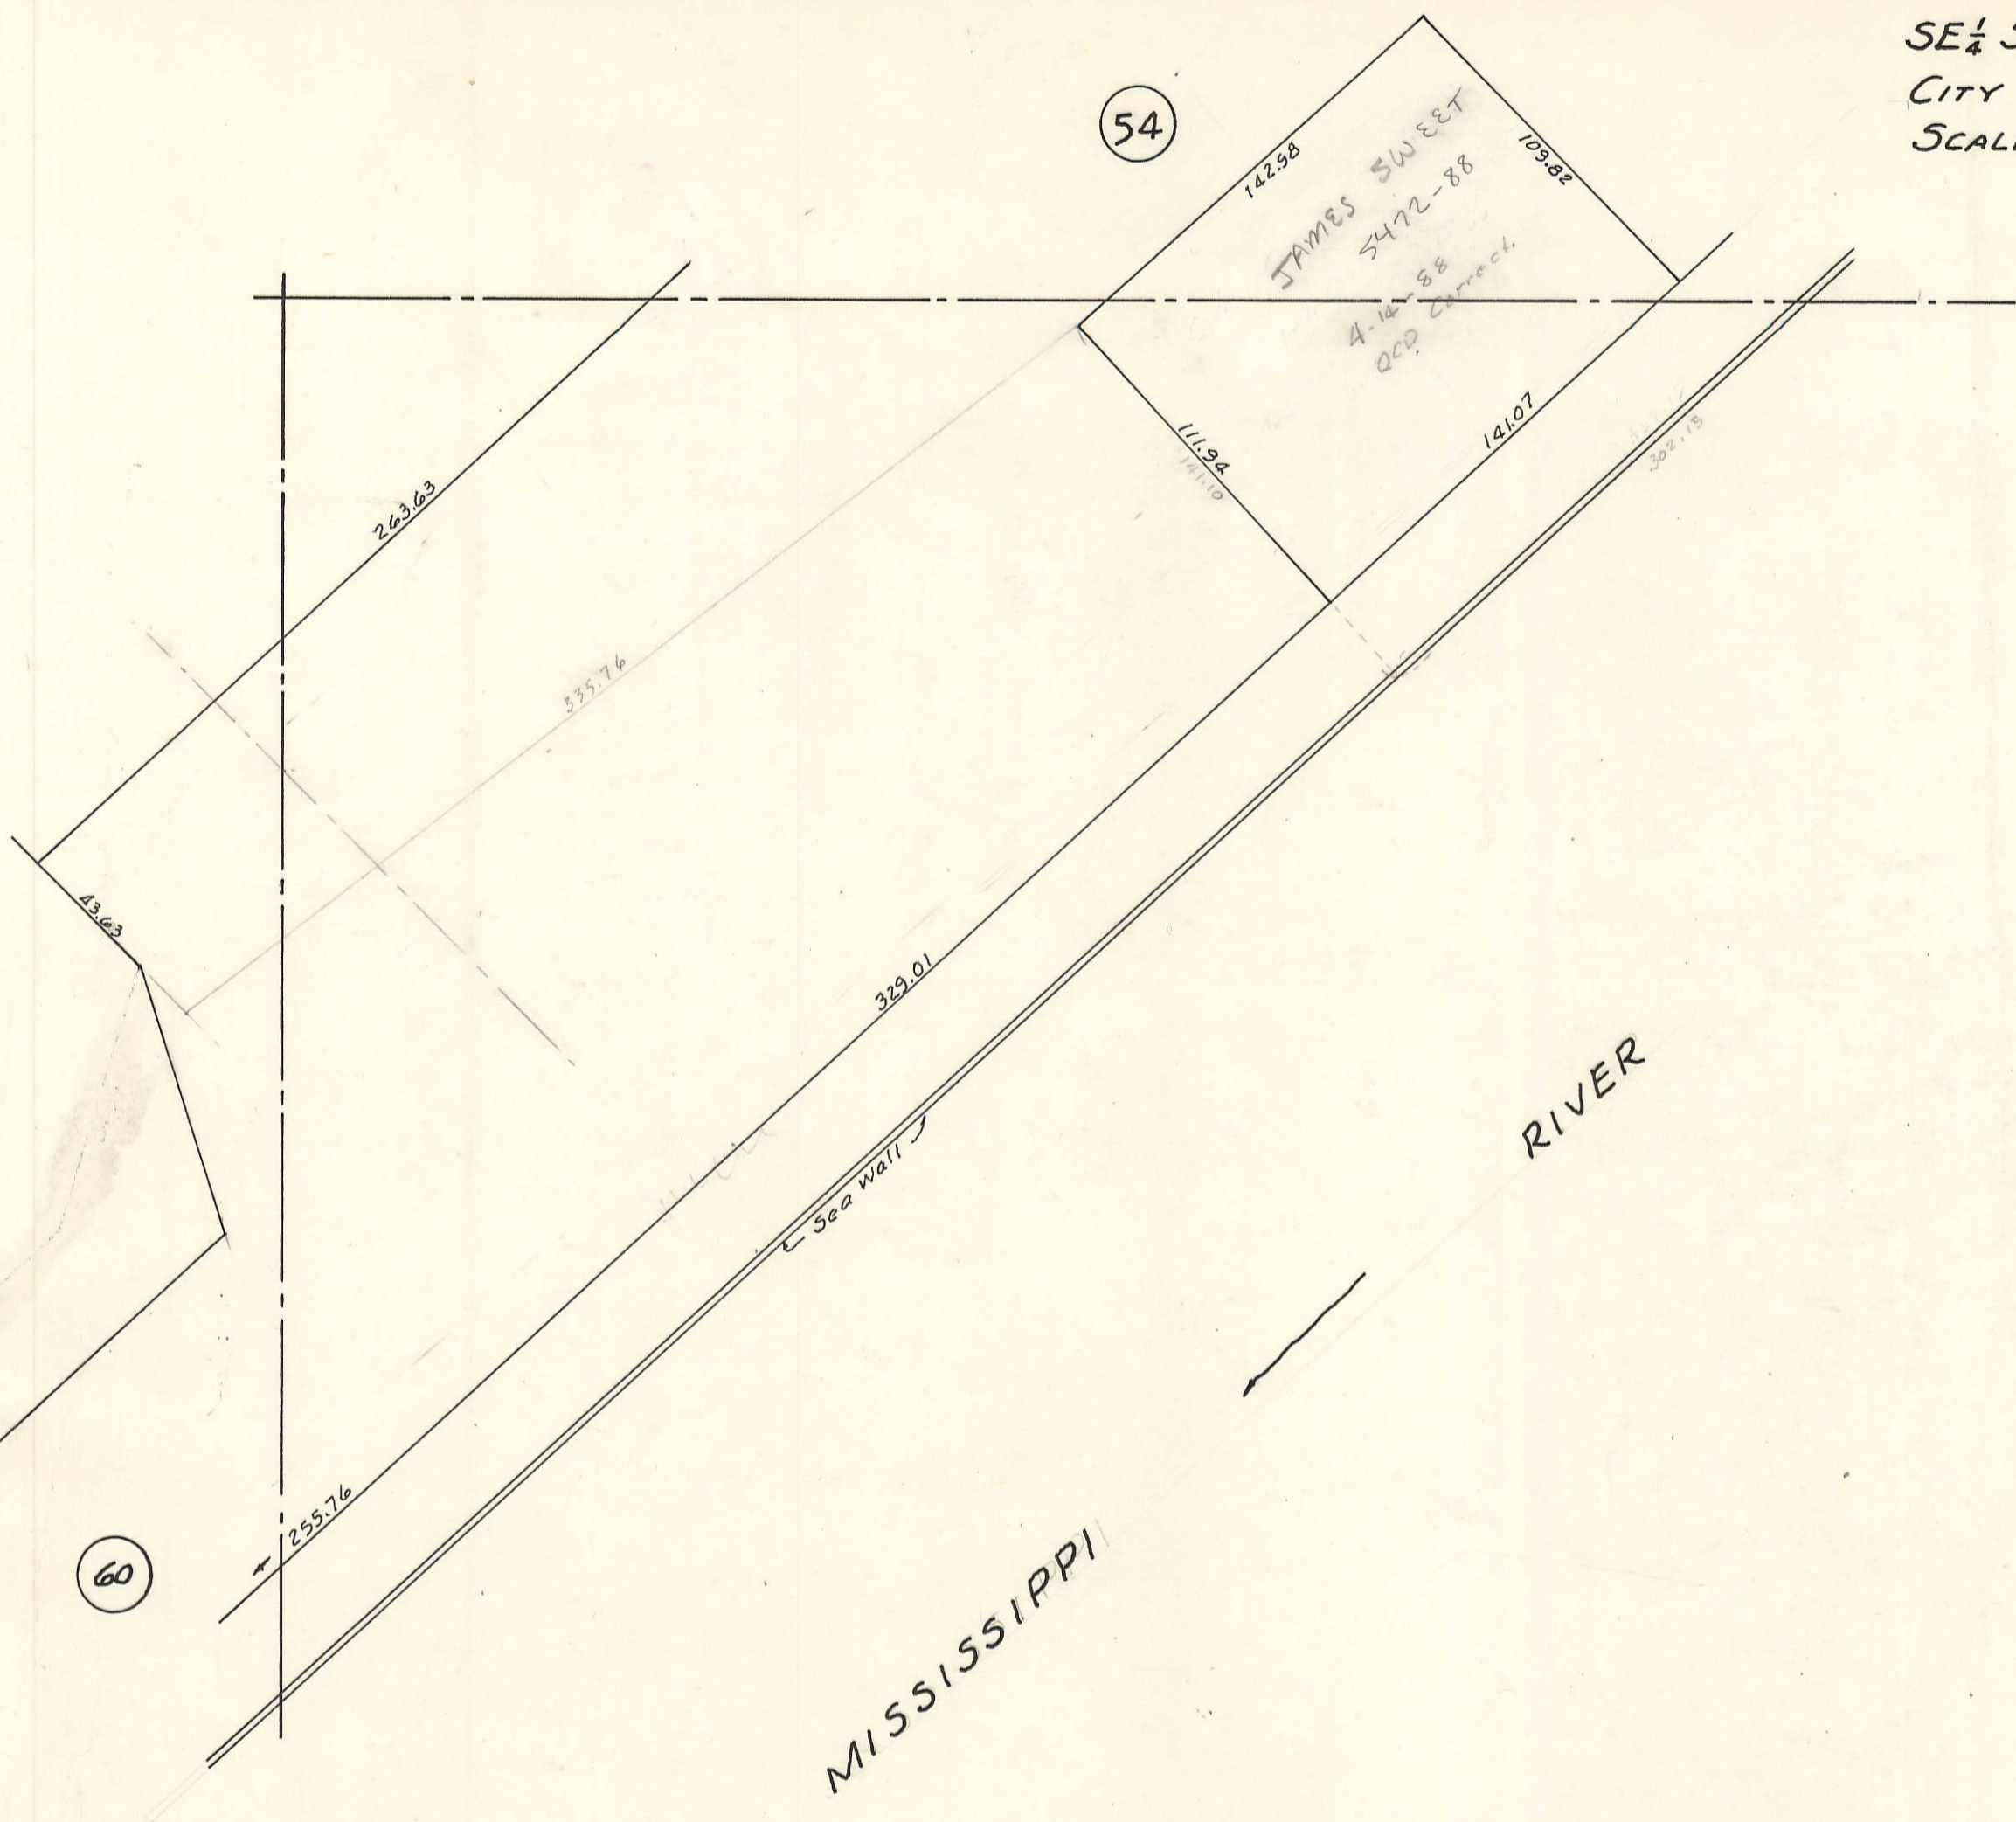 SE¼ S
CITY
SCAL
54
142.98
109.82
JAMES SWEET
5472-88
4-14-88
QCD
111.94
141.10
141.07
302.15
263.63
335.76
43.63
329.01
Sea Wall
RIVER
255.76
60
MISSISSIPPI